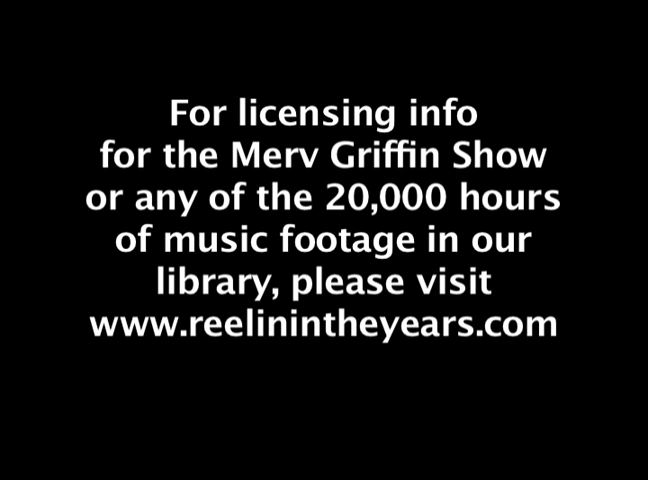 For licensing info
for the Merv Griffin Show
or any of the 20,000 hours
of music footage in our
library, please visit
www.reelinintheyears.com